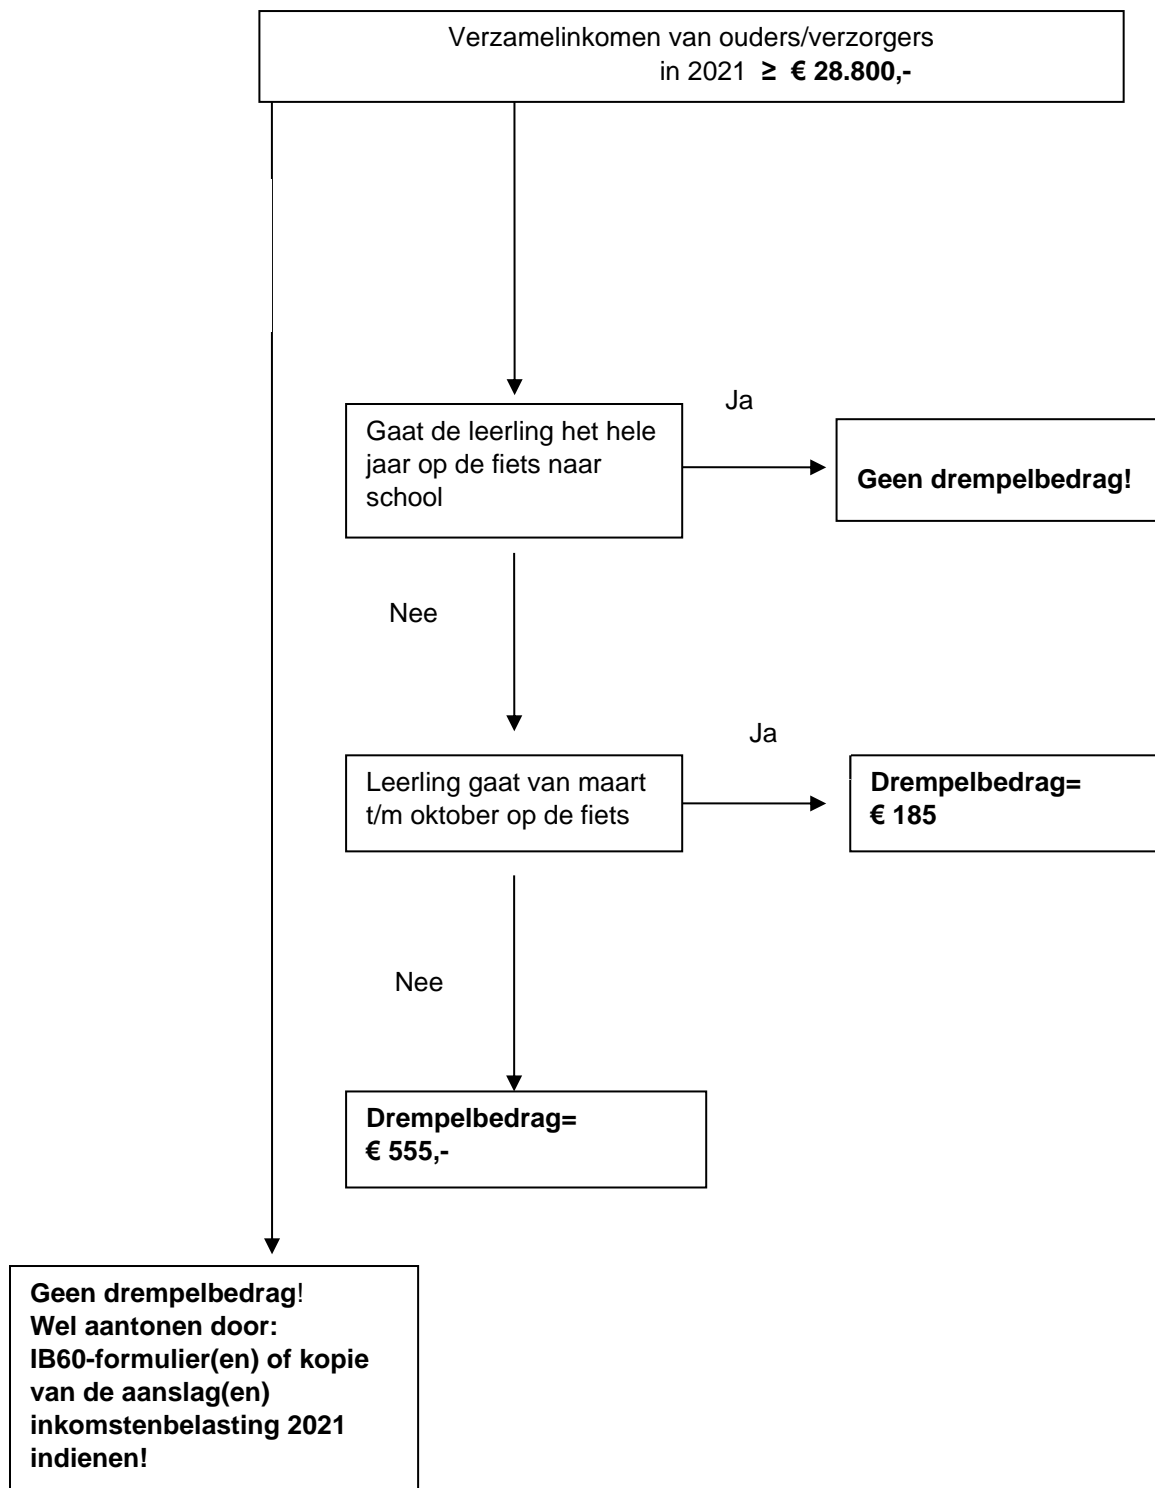 Verzamelinkomen van ouders/verzorgers
in 2021 ≥ € 28.800,-
Ja
Gaat de leerling het hele
jaar op de fiets naar
school
Geen drempelbedrag!
Nee
Ja
Leerling gaat van maart
t/m oktober op de fiets
Drempelbedrag=
€ 185
Nee
Drempelbedrag=
€ 555,-
Geen drempelbedrag!
Wel aantonen door:
IB60-formulier(en) of kopie
van de aanslag(en)
inkomstenbelasting 2021
indienen!